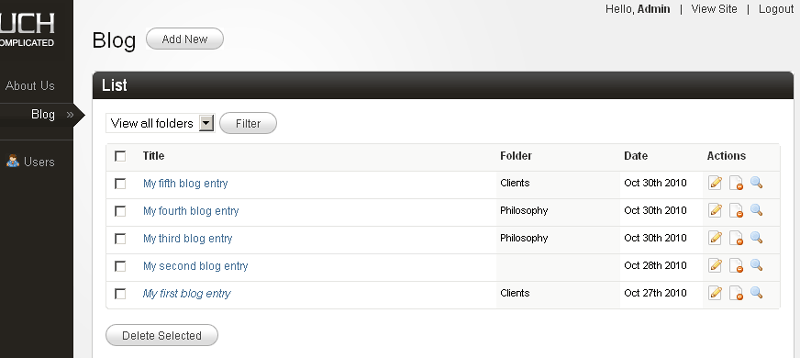 UCH
OMPLICATED
Hello, Admin | View Site | Logout
Blog Add New
About Us
Blog »
Users
List
View all folders Filter
Title Folder Date Actions
My fifth blog entry Clients Oct 30th 2010
My fourth blog entry Philosophy Oct 30th 2010
My third blog entry Philosophy Oct 30th 2010
My second blog entry Oct 28th 2010
My first blog entry Clients Oct 27th 2010
Delete Selected